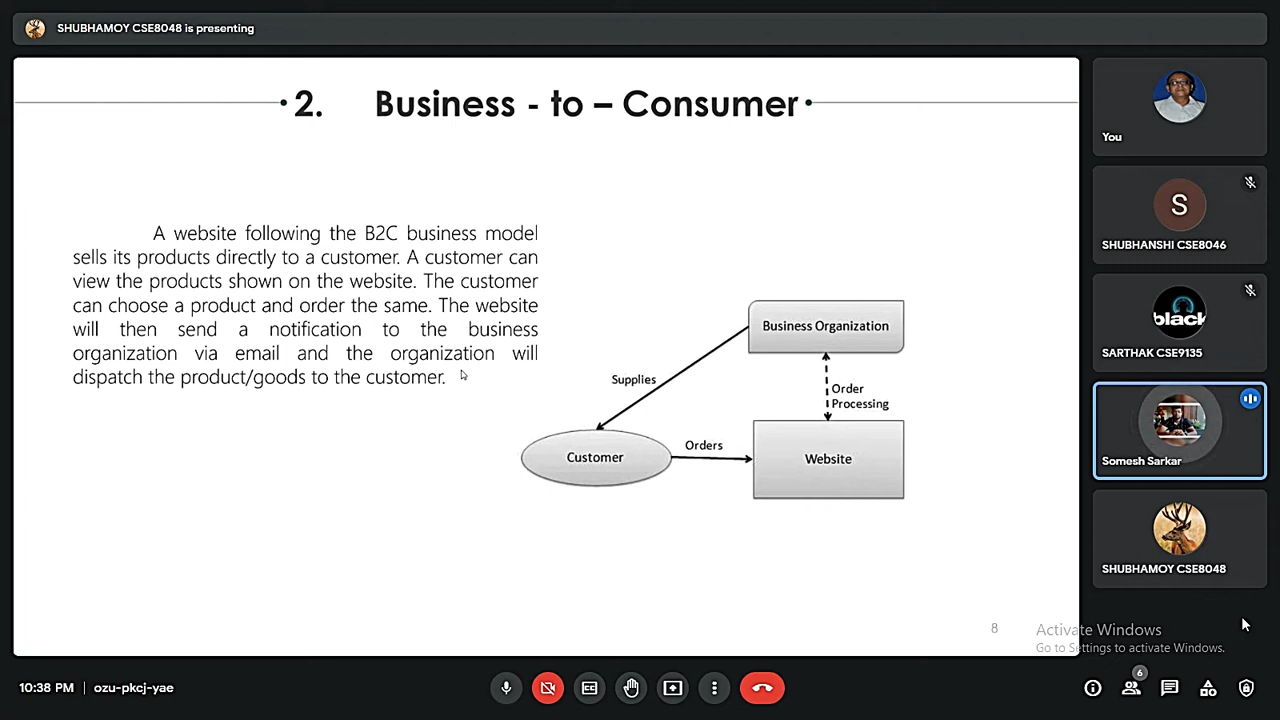 SHUBHAMOY CSE8048 is presenting
2. Business - to – Consumer
A website following the B2C business model
sells its products directly to a customer. A customer can
view the products shown on the website. The customer
can choose a product and order the same. The website
will then send a notification to the business
organization via email and the organization will
dispatch the product/goods to the customer.
Business Organization
Supplies
Order
Processing
Customer
Orders
Website
8
You
S
SHUBHANSHI CSE8046
black
SARTHAK CSE9135
Somesh Sarkar
SHUBHAMOY CSE8048
Activate Windows
Go to Settings to activate Windows.
10:38 PM | ozu-pkcj-yae
6